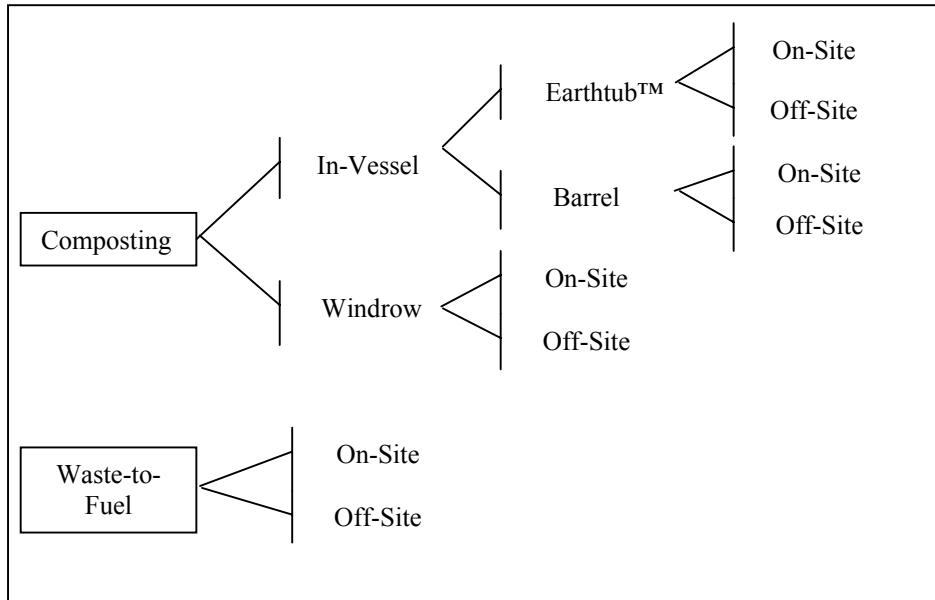 On-Site
Earthtub™
Off-Site
In-Vessel
On-Site
Barrel
Off-Site
Composting
On-Site
Windrow
Off-Site
On-Site
Waste-to-
Fuel
Off-Site